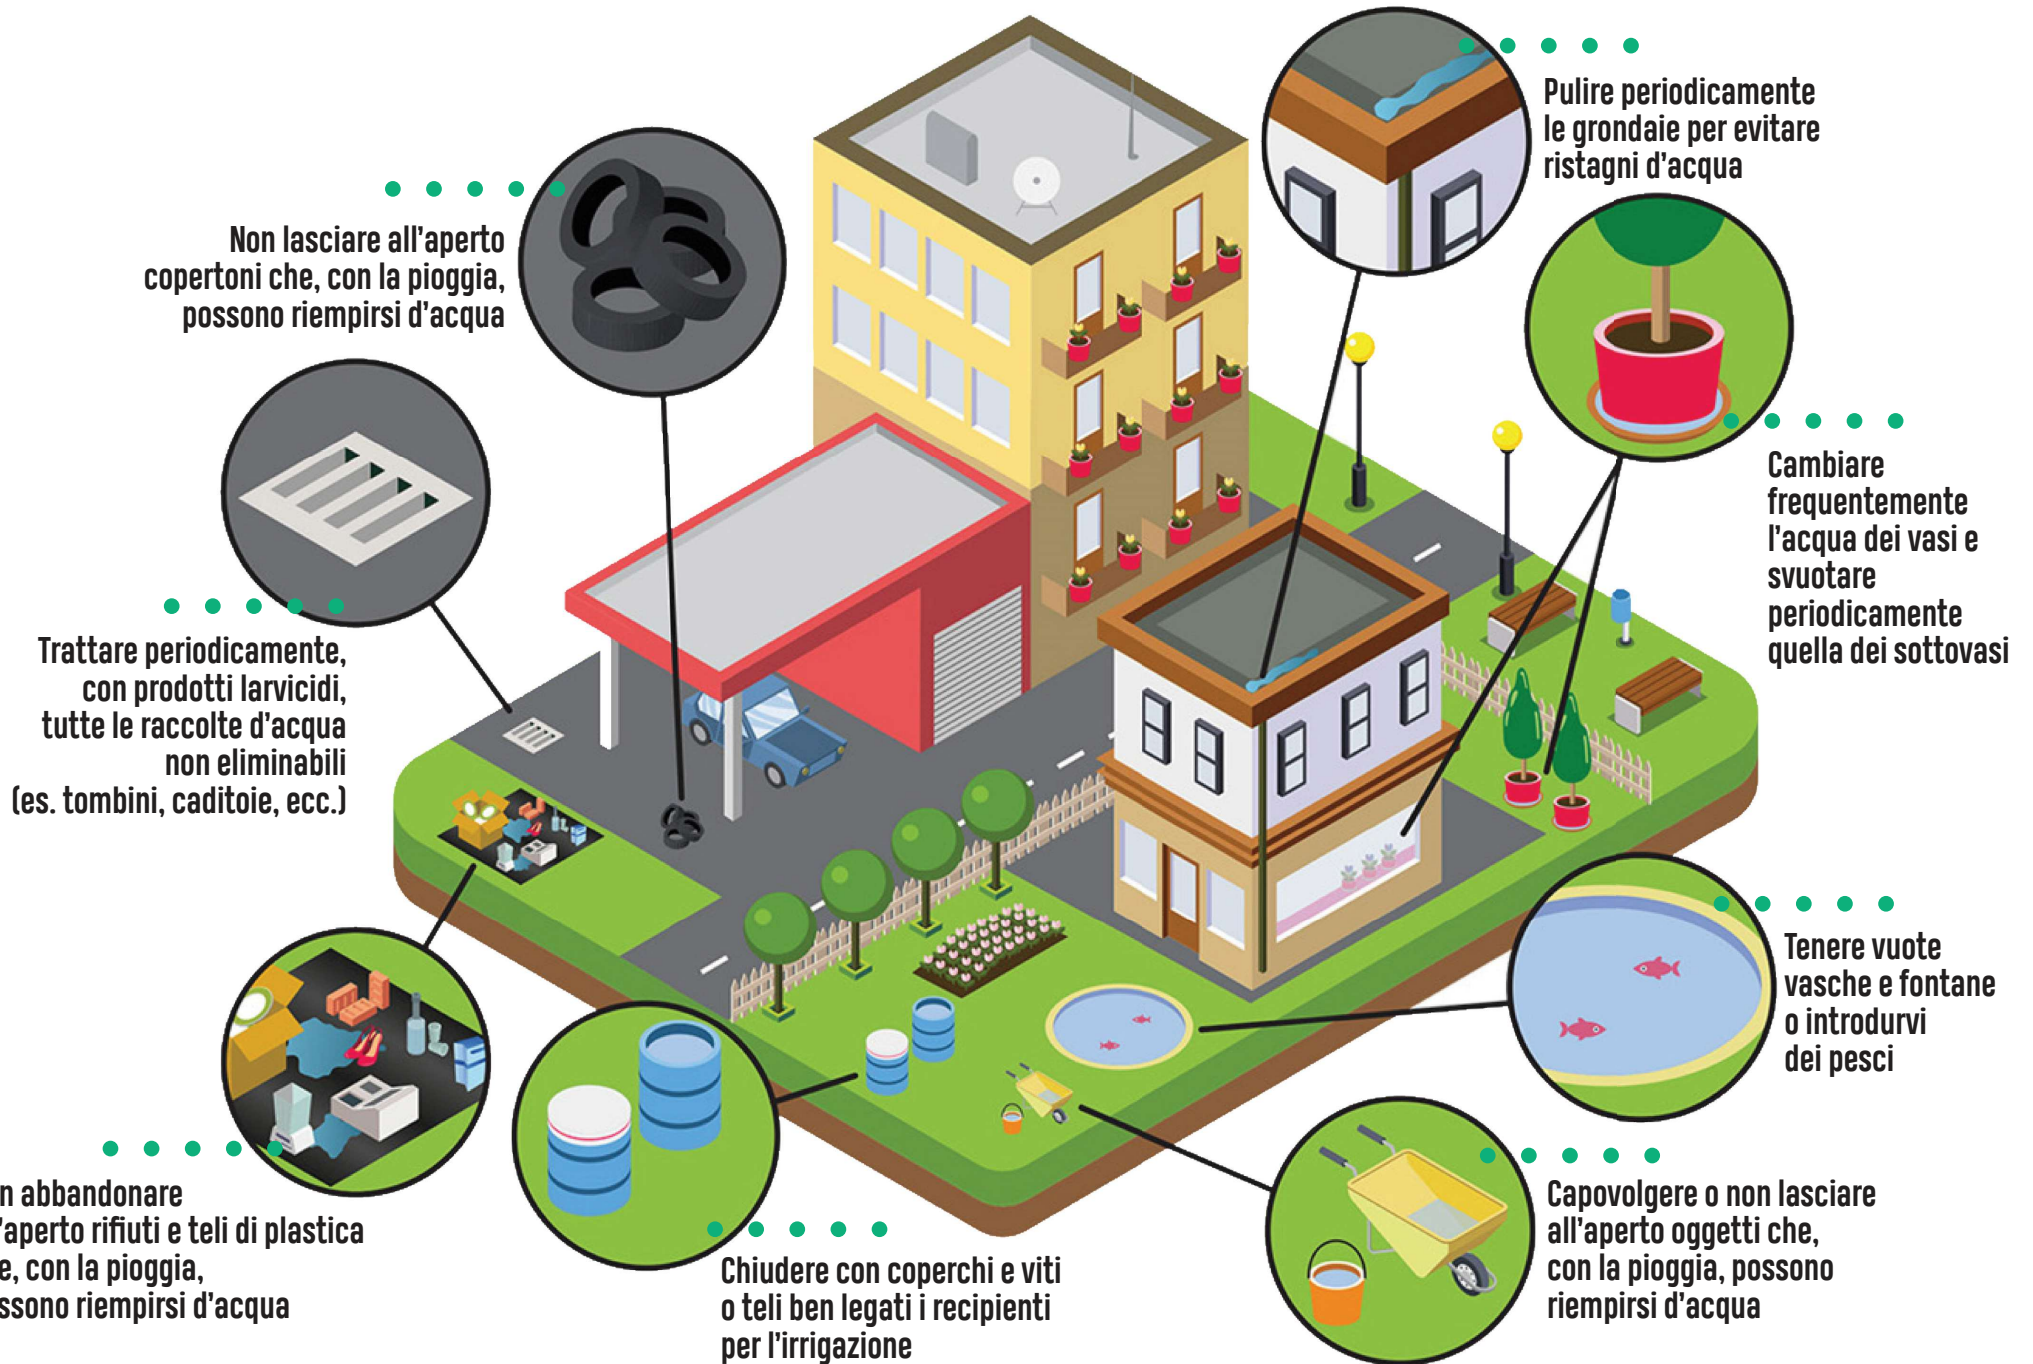 Pulire periodicamente
le grondaie per evitare
ristagni d'acqua
Non lasciare all'aperto
copertoni che, con la pioggia,
possono riempirsi d'acqua
Cambiare
frequentemente
l'acqua dei vasi e
svuotare
periodicamente
quella dei sottovasi
Trattare periodicamente,
con prodotti larvicidi,
tutte le raccolte d'acqua
non eliminabili
(es. tombini, caditoie, ecc.)
Tenere vuote
vasche e fontane
o introdurvi
dei pesci
n abbandonare
'aperto rifiuti e teli di plastica
e, con la pioggia,
ssono riempirsi d'acqua
Chiudere con coperchi e viti
o teli ben legati i recipienti
per l'irrigazione
Capovolgere o non lasciare
all'aperto oggetti che,
con la pioggia, possono
riempirsi d'acqua